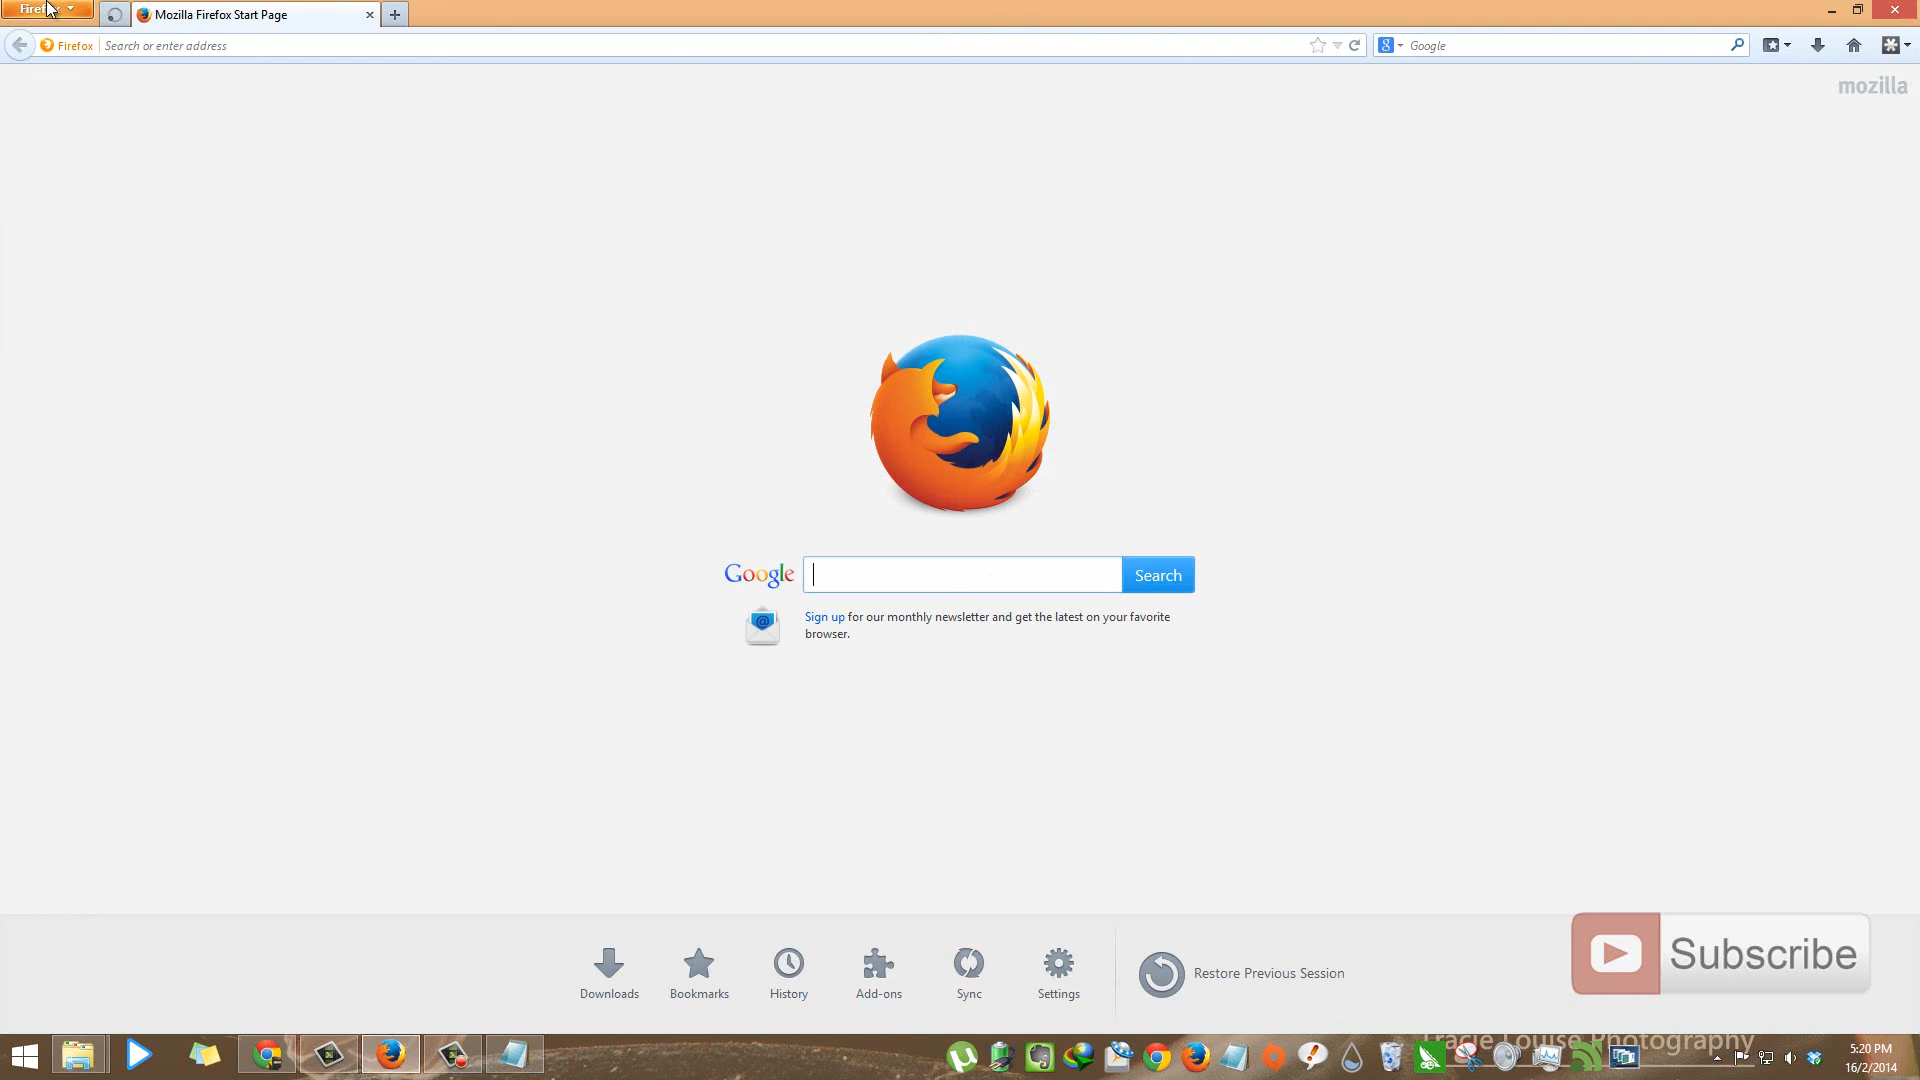 Mozilla Firefox Start Page
Firefox
Search or enter address
Google
mozilla
Google
Search
Sign up for our monthly newsletter and get the latest on your favorite
browser.
Downloads
Bookmarks
History
Add-ons
Sync
Settings
Restore Previous Session
Subscribe
Louise Photography
5:20 PM
16/2/2014